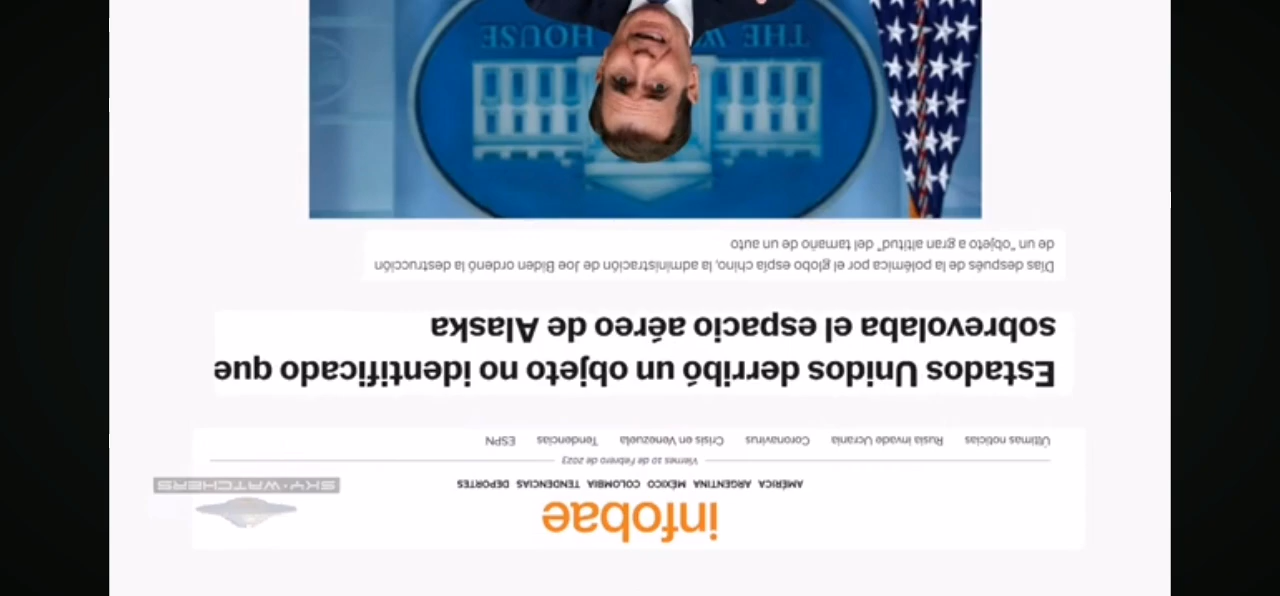 infobae
AMÉRICA ARGENTINA MÉXICO COLOMBIA TENDENCIAS DEPORTES
SKY-WATCHERS
Viernes 10 de Febrero de 2023
Últimas noticias Rusia invade Ucrania Coronavirus Crisis en Venezuela Tendencias ESPN
Estados Unidos derribó un objeto no identificado que
sobrevolaba el espacio aéreo de Alaska
Días después de la polémica por el globo espía chino, la administración de Joe Biden ordenó la destrucción
de un “objeto a gran altitud” del tamaño de un auto
THE W HOUSE